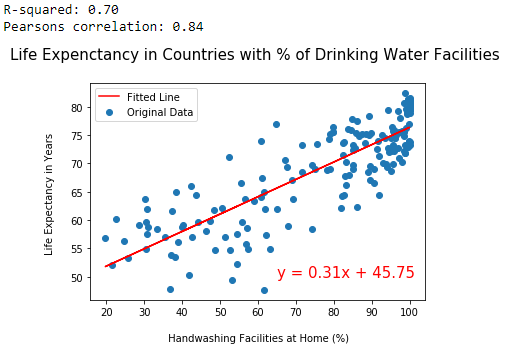 R-squared: 0.70
Pearsons correlation: 0.84
Life Expenctancy in Countries with % of Drinking Water Facilities
Fitted Line
Original Data
80
75
70
65
60
55
50
Life Expectancy in Years
y = 0.31x + 45.75
20 30 40 50 60 70 80 90 100
Handwashing Facilities at Home (%)